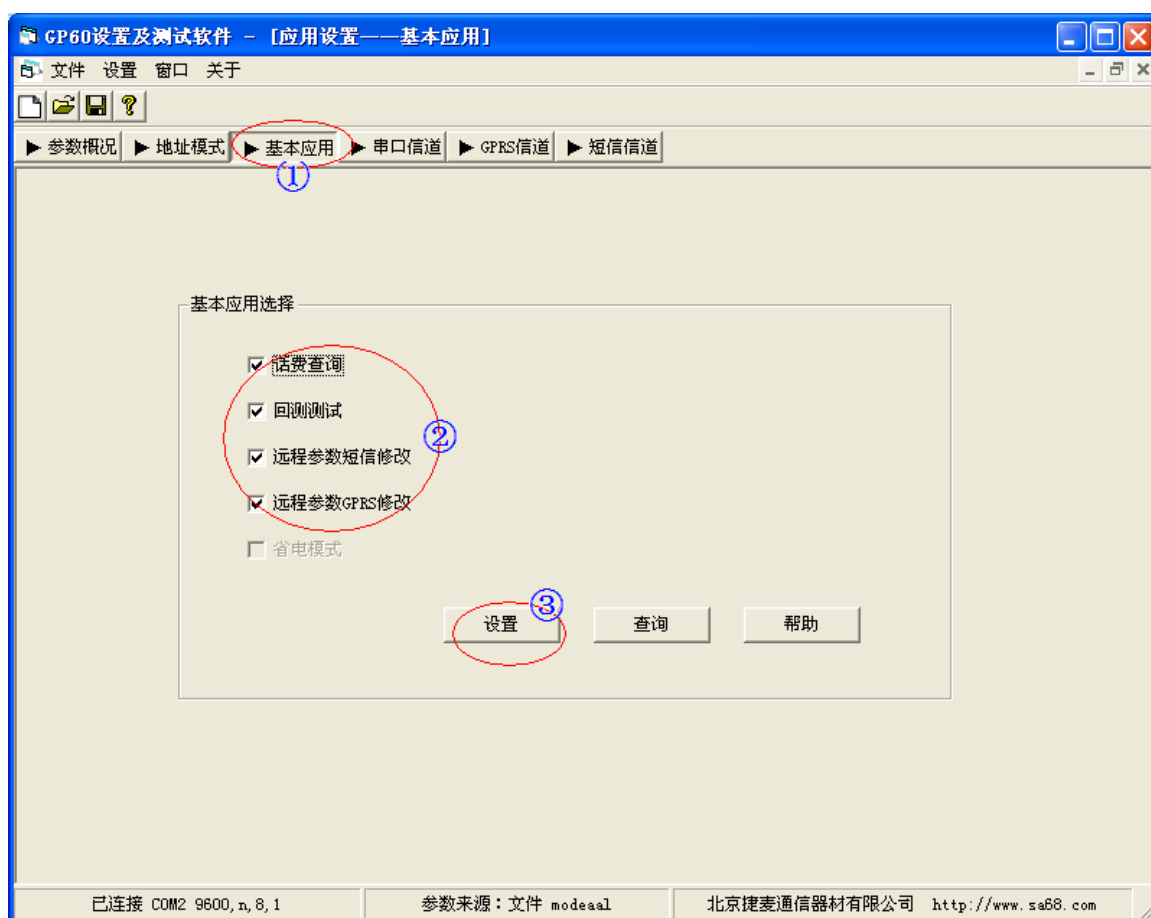 GP60设置及测试软件 - [应用设置——基本应用]
文件 设置 窗口 关于
参数概况 地址模式 基本应用 串口信道 GPRS信道 短信信道
①
基本应用选择
话费查询
回测测试
②
远程参数短信修改
远程参数GPRS修改
省电模式
③
设置 查询 帮助
已连接 COM2 9600,n,8,1 参数来源：文件 modeaal 北京捷麦通信器材有限公司 http://www.sa68.com